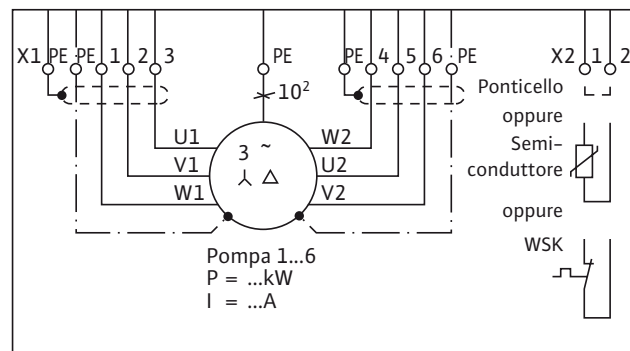 X1 PE PE 1 2 3 PE PE 4 5 6 PE X2 1 2
10²
Ponticello
oppure
Semi-
conduttore
oppure
WSK
U1 W2
V1 U2
W1 V2
3 ~
Pompa 1...6
P = ...kW
I = ...A